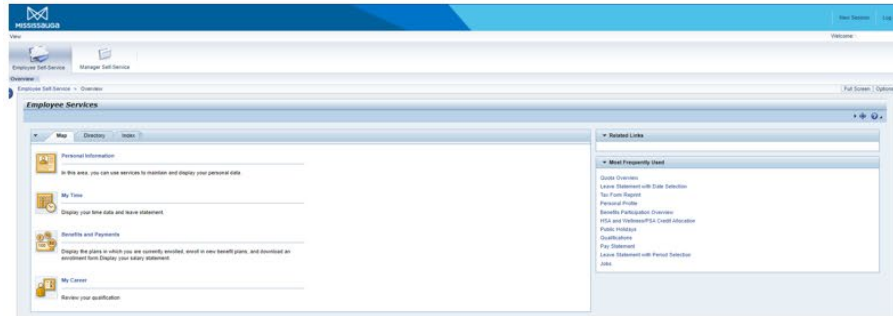 MISSISSAUGA
New Session
Log
View
Welcome
Employee Self-Service
Manager Self-Service
Overview
Employee Self-Service > Overview
Full Screen
Options
Employee Services
Map
Directory
Index
Personal Information
In this area, you can use services to maintain and display your personal data.
My Time
Display your time data and leave statement.
Benefits and Payments
Display the plans in which you are currently enrolled, enroll in new benefit plans, and download an
enrollment form.Display your salary statement.
My Career
Review your qualification
Related Links
Most Frequently Used
Quota Overview
Leave Statement with Date Selection
Tax Form Reprint
Personal Profile
Benefits Participation Overview
HSA and Wellness/PSA Credit Allocation
Public Holidays
Qualifications
Pay Statement
Leave Statement with Period Selection
Jobs